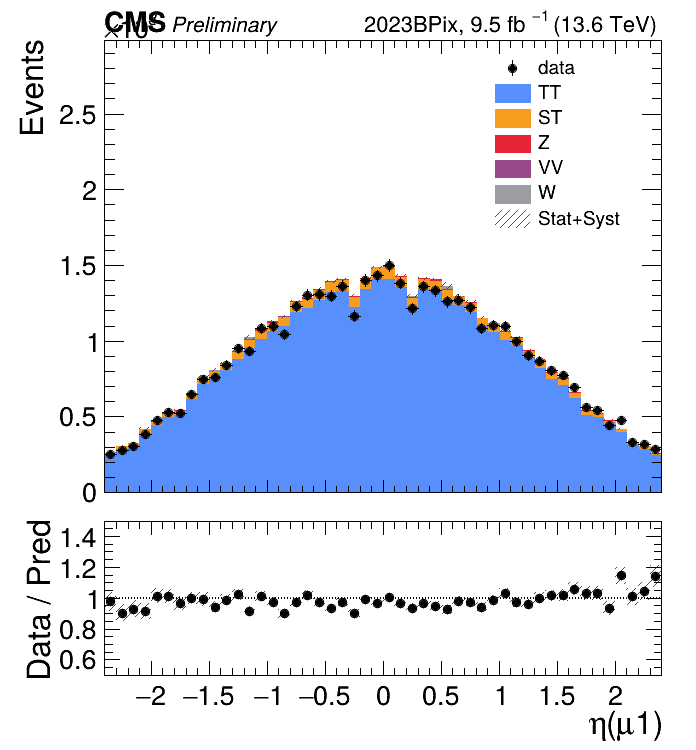 CMS Preliminary 2023BPix, 9.5 fb⁻¹ (13.6 TeV)
Events
data
TT
ST
Z
VV
W
Stat+Syst
2.5
2
1.5
1
0.5
0
Data / Pred
1.4
1.2
1
0.8
0.6
−2 −1.5 −1 −0.5 0 0.5 1 1.5 2
η(μ1)